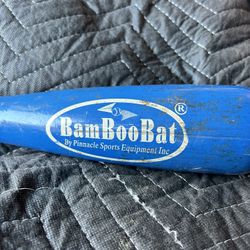 ®
BamBooBat
By Pinnacle Sports Equipment Inc.